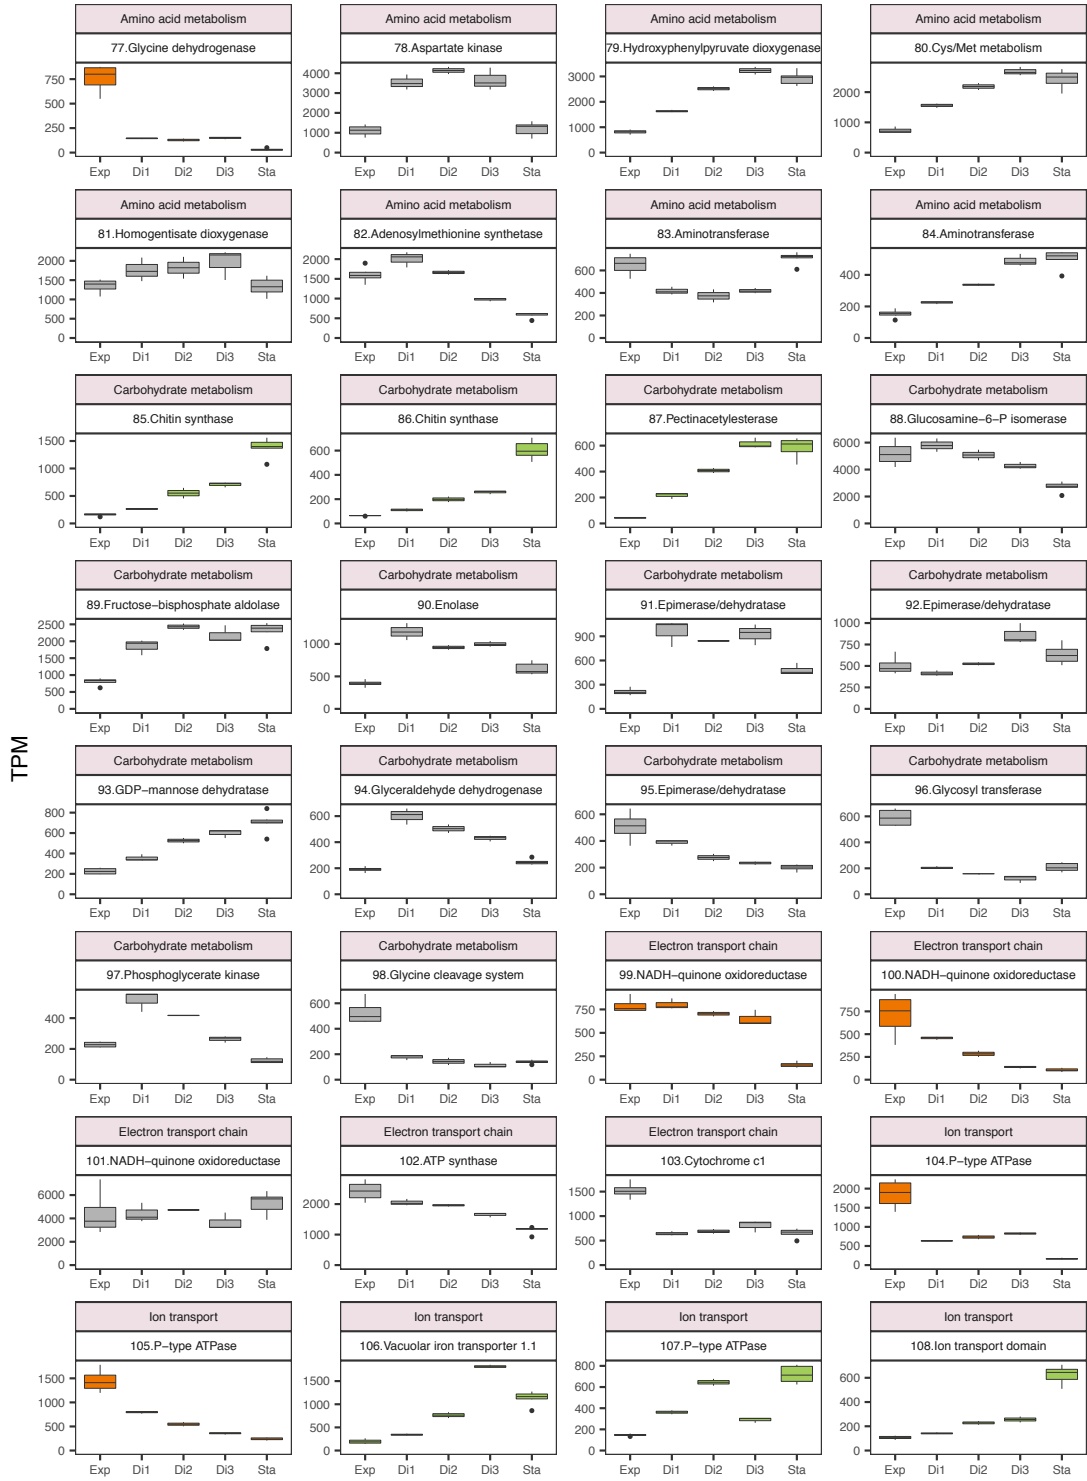 TPM
Amino acid metabolism Amino acid metabolism Amino acid metabolism Amino acid metabolism
77.Glycine dehydrogenase 78.Aspartate kinase 79.Hydroxyphenylpyruvate dioxygenase 80.Cys/Met metabolism
750 500 250 0 4000 3000 2000 1000 0 3000 2000 1000 0 2000 1000 0
Exp Di1 Di2 Di3 Sta Exp Di1 Di2 Di3 Sta Exp Di1 Di2 Di3 Sta Exp Di1 Di2 Di3 Sta
Amino acid metabolism Amino acid metabolism Amino acid metabolism Amino acid metabolism
81.Homogentisate dioxygenase 82.Adenosylmethionine synthetase 83.Aminotransferase 84.Aminotransferase
2000 1500 1000 500 0 2000 1500 1000 500 0 600 400 200 0 400 200 0
Exp Di1 Di2 Di3 Sta Exp Di1 Di2 Di3 Sta Exp Di1 Di2 Di3 Sta Exp Di1 Di2 Di3 Sta
Carbohydrate metabolism Carbohydrate metabolism Carbohydrate metabolism Carbohydrate metabolism
85.Chitin synthase 86.Chitin synthase 87.Pectinacetylesterase 88.Glucosamine−6−P isomerase
1500 1000 500 0 600 400 200 0 600 400 200 0 6000 4000 2000 0
Exp Di1 Di2 Di3 Sta Exp Di1 Di2 Di3 Sta Exp Di1 Di2 Di3 Sta Exp Di1 Di2 Di3 Sta
Carbohydrate metabolism Carbohydrate metabolism Carbohydrate metabolism Carbohydrate metabolism
89.Fructose−bisphosphate aldolase 90.Enolase 91.Epimerase/dehydratase 92.Epimerase/dehydratase
2500 2000 1500 1000 500 0 1000 500 0 900 600 300 0 1000 750 500 250 0
Exp Di1 Di2 Di3 Sta Exp Di1 Di2 Di3 Sta Exp Di1 Di2 Di3 Sta Exp Di1 Di2 Di3 Sta
Carbohydrate metabolism Carbohydrate metabolism Carbohydrate metabolism Carbohydrate metabolism
93.GDP−mannose dehydratase 94.Glyceraldehyde dehydrogenase 95.Epimerase/dehydratase 96.Glycosyl transferase
800 600 400 200 0 600 400 200 0 600 400 200 0 600 400 200 0
Exp Di1 Di2 Di3 Sta Exp Di1 Di2 Di3 Sta Exp Di1 Di2 Di3 Sta Exp Di1 Di2 Di3 Sta
Carbohydrate metabolism Carbohydrate metabolism Electron transport chain Electron transport chain
97.Phosphoglycerate kinase 98.Glycine cleavage system 99.NADH−quinone oxidoreductase 100.NADH−quinone oxidoreductase
400 200 0 600 400 200 0 750 500 250 0 750 500 250 0
Exp Di1 Di2 Di3 Sta Exp Di1 Di2 Di3 Sta Exp Di1 Di2 Di3 Sta Exp Di1 Di2 Di3 Sta
Electron transport chain Electron transport chain Electron transport chain Ion transport
101.NADH−quinone oxidoreductase 102.ATP synthase 103.Cytochrome c1 104.P−type ATPase
6000 4000 2000 0 2000 1000 0 1500 1000 500 0 2000 1500 1000 500 0
Exp Di1 Di2 Di3 Sta Exp Di1 Di2 Di3 Sta Exp Di1 Di2 Di3 Sta Exp Di1 Di2 Di3 Sta
Ion transport Ion transport Ion transport Ion transport
105.P−type ATPase 106.Vacuolar iron transporter 1.1 107.P−type ATPase 108.Ion transport domain
1500 1000 500 0 1500 1000 500 0 800 600 400 200 0 600 400 200 0
Exp Di1 Di2 Di3 Sta Exp Di1 Di2 Di3 Sta Exp Di1 Di2 Di3 Sta Exp Di1 Di2 Di3 Sta